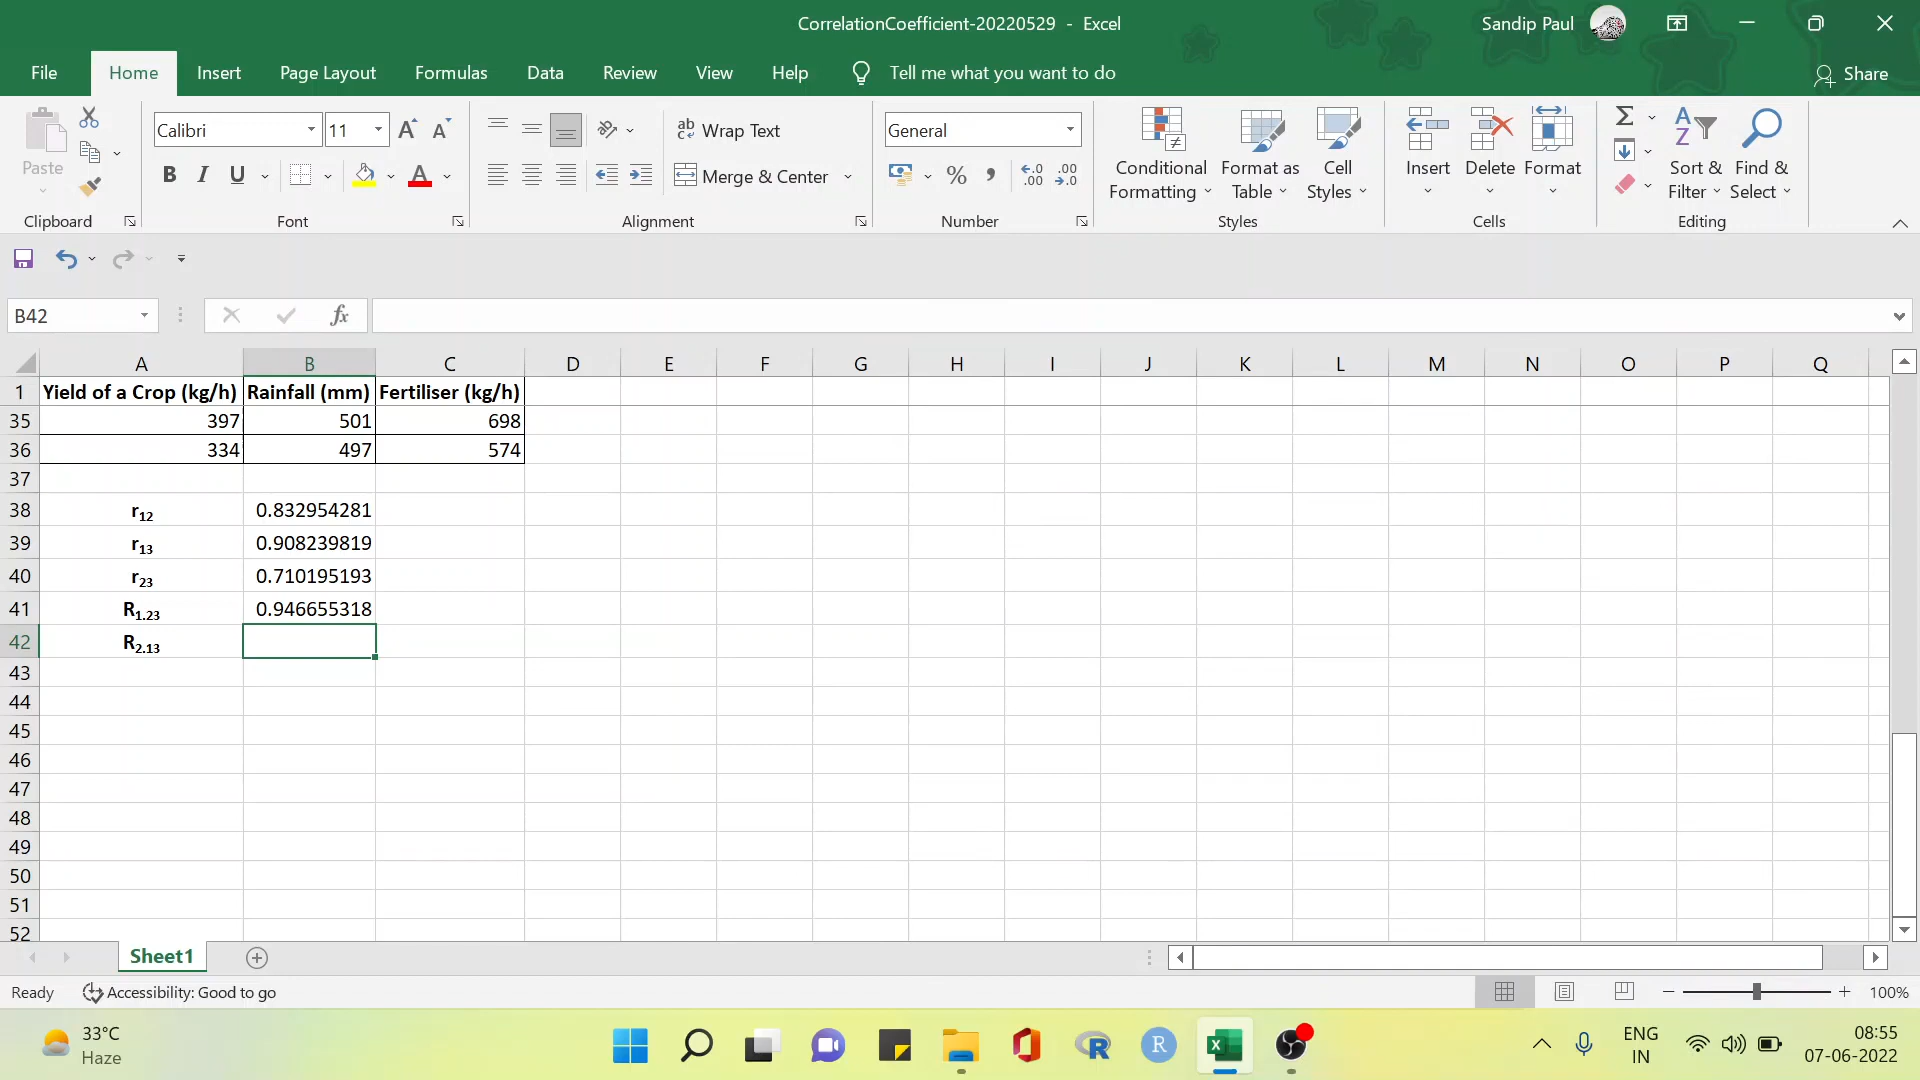 CorrelationCoefficient-20220529 - Excel
Sandip Paul
File Home Insert Page Layout Formulas Data Review View Help Tell me what you want to do Share
Paste
Clipboard
Calibri 11
B I U
Font
Wrap Text
Merge & Center
Alignment
General
Number
Conditional Formatting
Format as Table
Cell Styles
Styles
Insert
Delete
Format
Cells
Sort & Filter
Find & Select
Editing
B42
fx
A B C D E F G H I J K L M N O P Q
1 Yield of a Crop (kg/h) Rainfall (mm) Fertiliser (kg/h)
35 397 501 698
36 334 497 574
37
38 r12 0.832954281
39 r13 0.908239819
40 r23 0.710195193
41 R1.23 0.946655318
42 R2.13
43
44
45
46
47
48
49
50
51
52
Sheet1
Ready Accessibility: Good to go 100%
33°C
Haze
ENG
IN
08:55
07-06-2022